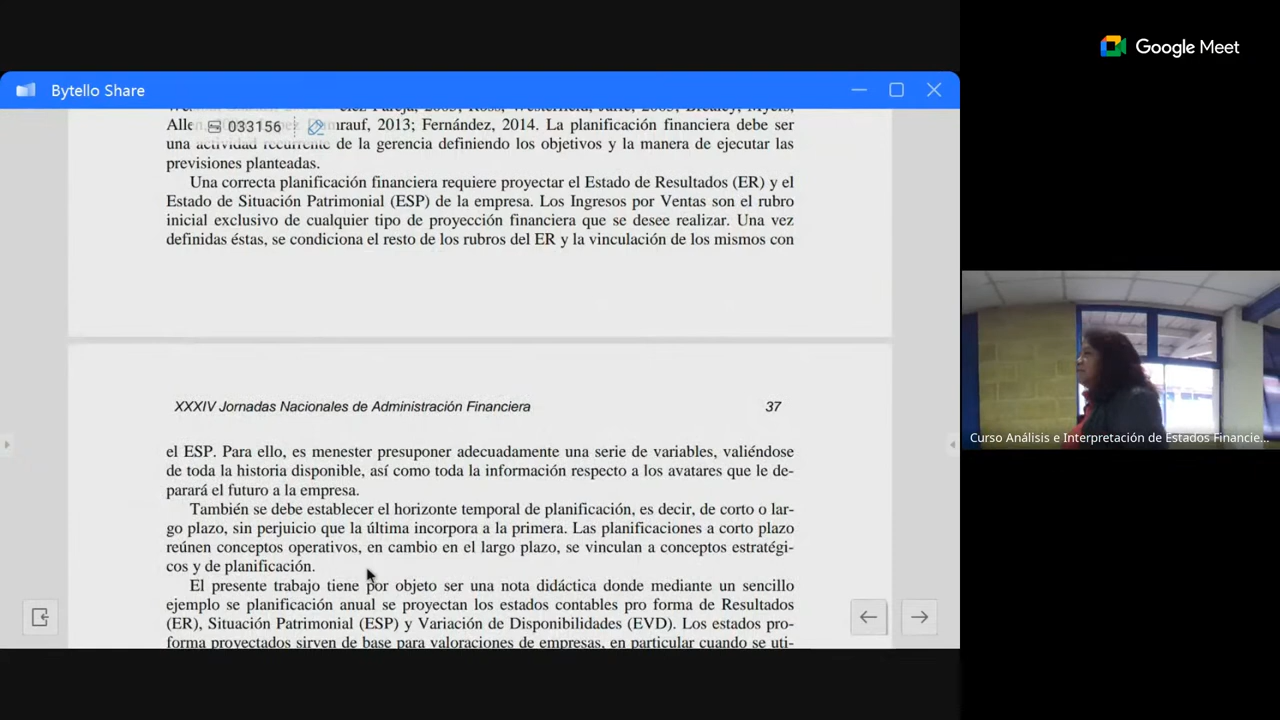 Google Meet
Bytello Share
2003; Ross, Westerfield, Jaffe, 2003; Brealey, Myers,
Alle
033156
nrauf, 2013; Fernández, 2014. La planificación financiera debe ser
una actividad recurrente de la gerencia definiendo los objetivos y la manera de ejecutar las
previsiones planteadas.
Una correcta planificación financiera requiere proyectar el Estado de Resultados (ER) y el
Estado de Situación Patrimonial (ESP) de la empresa. Los Ingresos por Ventas son el rubro
inicial exclusivo de cualquier tipo de proyección financiera que se desee realizar. Una vez
definidas éstas, se condiciona el resto de los rubros del ER y la vinculación de los mismos con
XXXIV Jornadas Nacionales de Administración Financiera 37
el ESP. Para ello, es menester presuponer adecuadamente una serie de variables, valiéndose
de toda la historia disponible, así como toda la información respecto a los avatares que le de-
parará el futuro a la empresa.
También se debe establecer el horizonte temporal de planificación, es decir, de corto o lar-
go plazo, sin perjuicio que la última incorpora a la primera. Las planificaciones a corto plazo
reúnen conceptos operativos, en cambio en el largo plazo, se vinculan a conceptos estratégi-
cos y de planificación.
El presente trabajo tiene por objeto ser una nota didáctica donde mediante un sencillo
ejemplo se planificación anual se proyectan los estados contables pro forma de Resultados
(ER), Situación Patrimonial (ESP) y Variación de Disponibilidades (EVD). Los estados pro-
forma proyectados sirven de base para valoraciones de empresas, en particular cuando se uti-
Curso Análisis e Interpretación de Estados Financie...